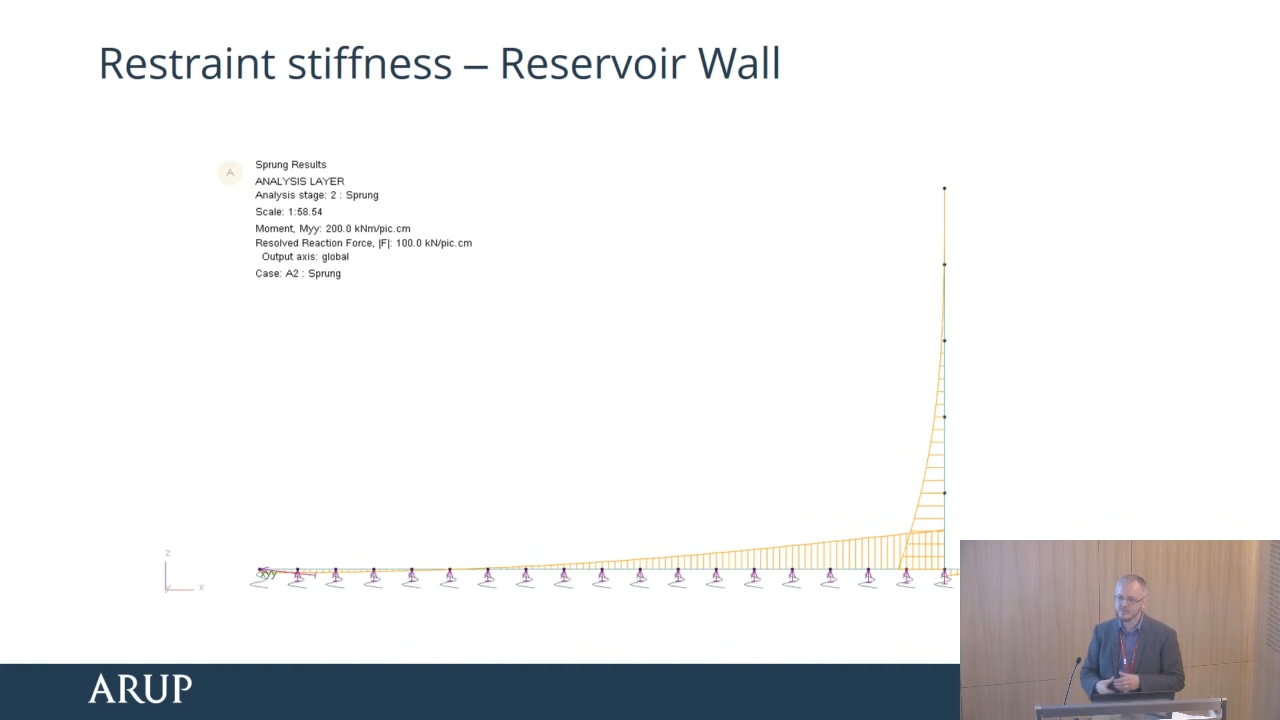 Restraint stiffness – Reservoir Wall
A
Sprung Results
ANALYSIS LAYER
Analysis stage: 2 : Sprung
Scale: 1:58.54
Moment, Myy: 200.0 kNm/pic.cm
Resolved Reaction Force, |F|: 100.0 kN/pic.cm
Output axis: global
Case: A2 : Sprung
z
y
x
ARUP